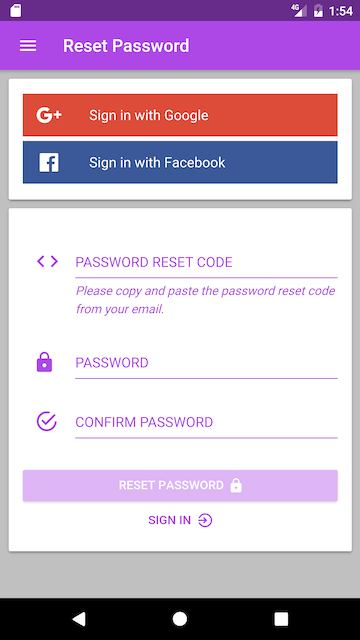 4G 1:54
Reset Password
G+ Sign in with Google
f Sign in with Facebook
PASSWORD RESET CODE
Please copy and paste the password reset code
from your email.
PASSWORD
CONFIRM PASSWORD
RESET PASSWORD
SIGN IN